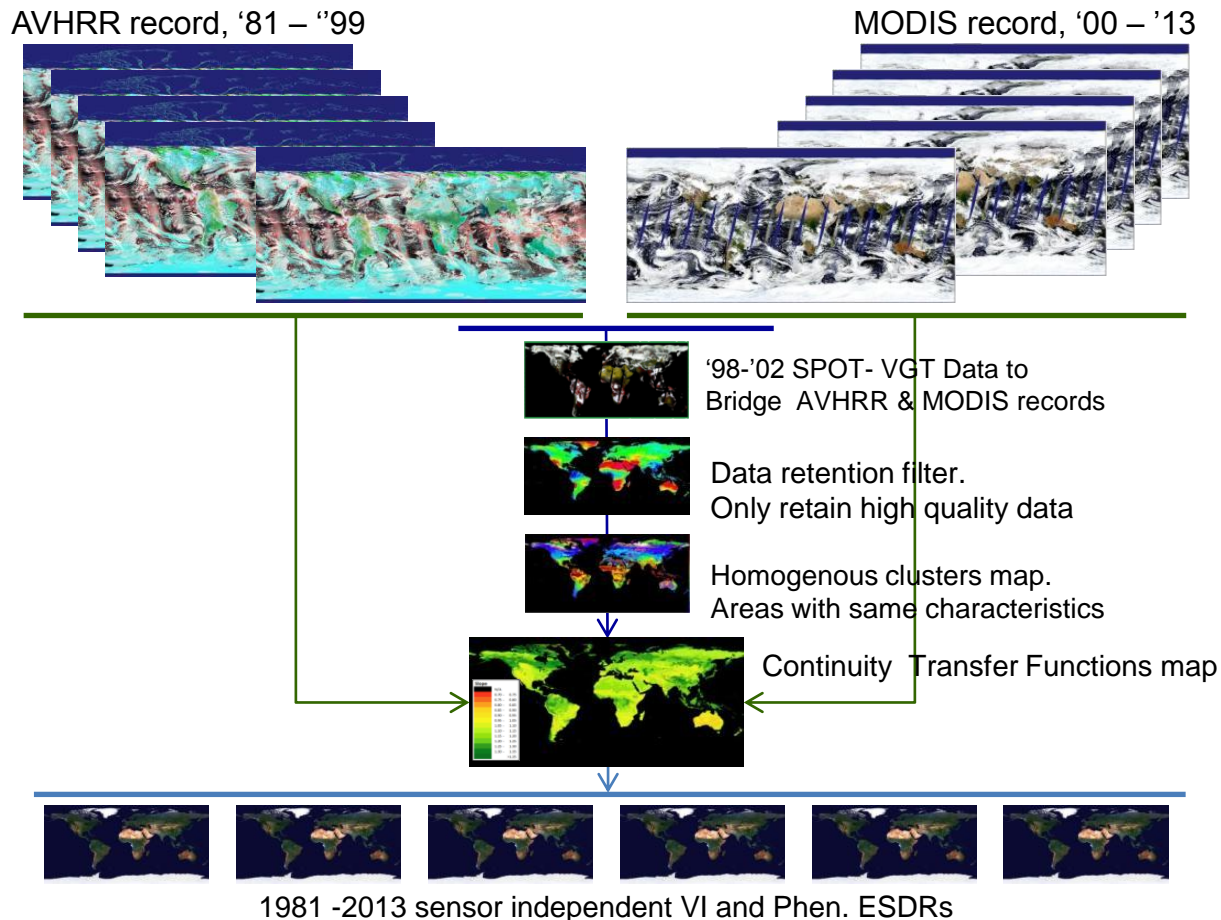 AVHRR record, ‘81 – ‘’99
MODIS record, ‘00 – ’13
‘98-’02 SPOT- VGT Data to
Bridge AVHRR & MODIS records
Data retention filter.
Only retain high quality data
Homogenous clusters map.
Areas with same characteristics
Continuity Transfer Functions map
Slope
1981 -2013 sensor independent VI and Phen. ESDRs